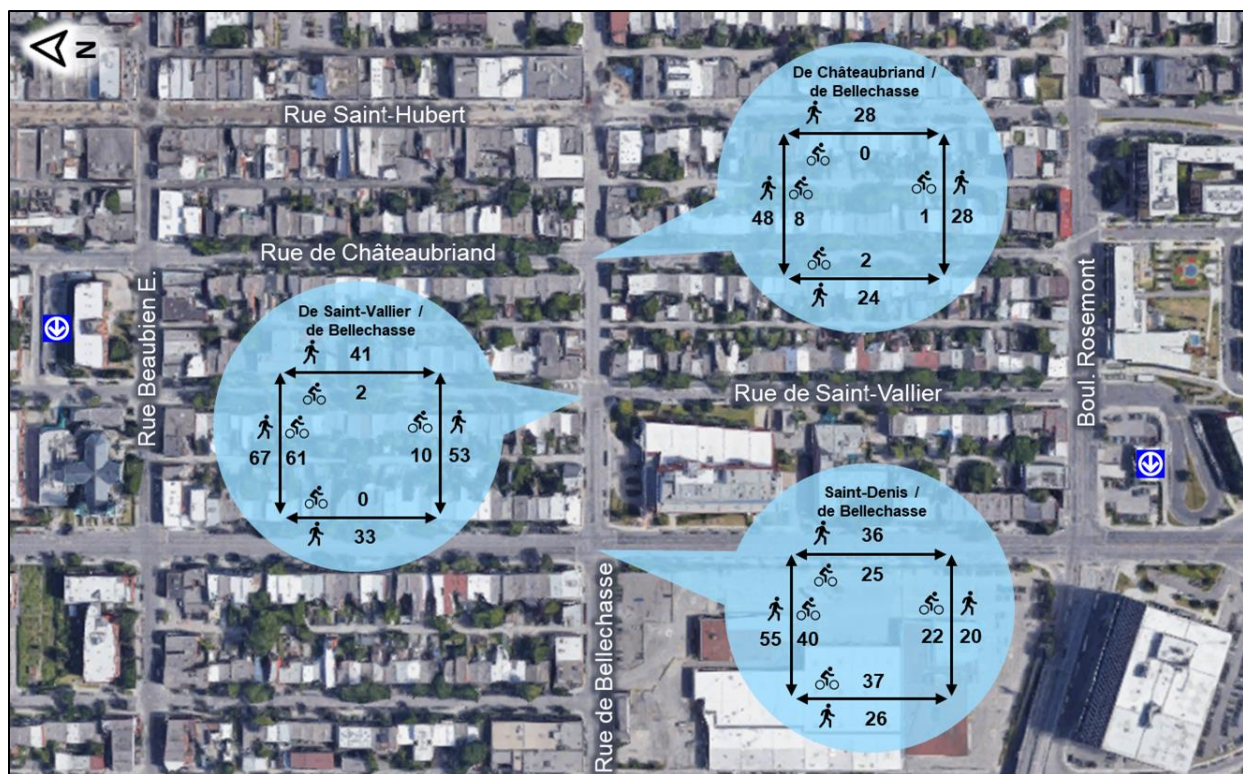 N
Rue Saint-Hubert
De Châteaubriand /
de Bellechasse
28
0
48
8
1
28
2
24
Rue de Châteaubriand
Rue Beaubien E.
De Saint-Vallier /
de Bellechasse
41
2
67
61
10
53
0
33
Rue de Saint-Vallier
Boul. Rosemont
Saint-Denis /
de Bellechasse
36
25
55
40
22
20
37
26
Rue de Bellechasse